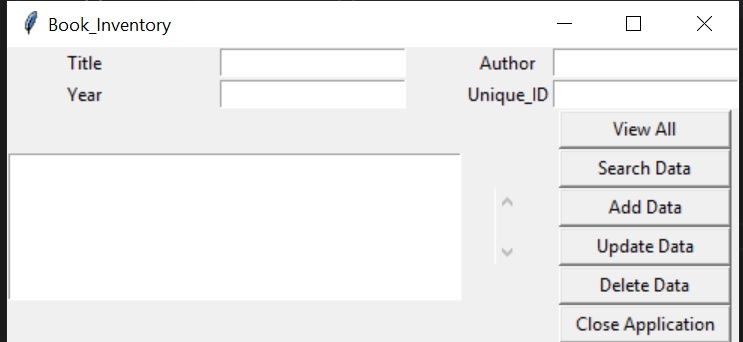 Book_Inventory
Title Author
Year Unique_ID
View All
Search Data
Add Data
Update Data
Delete Data
Close Application